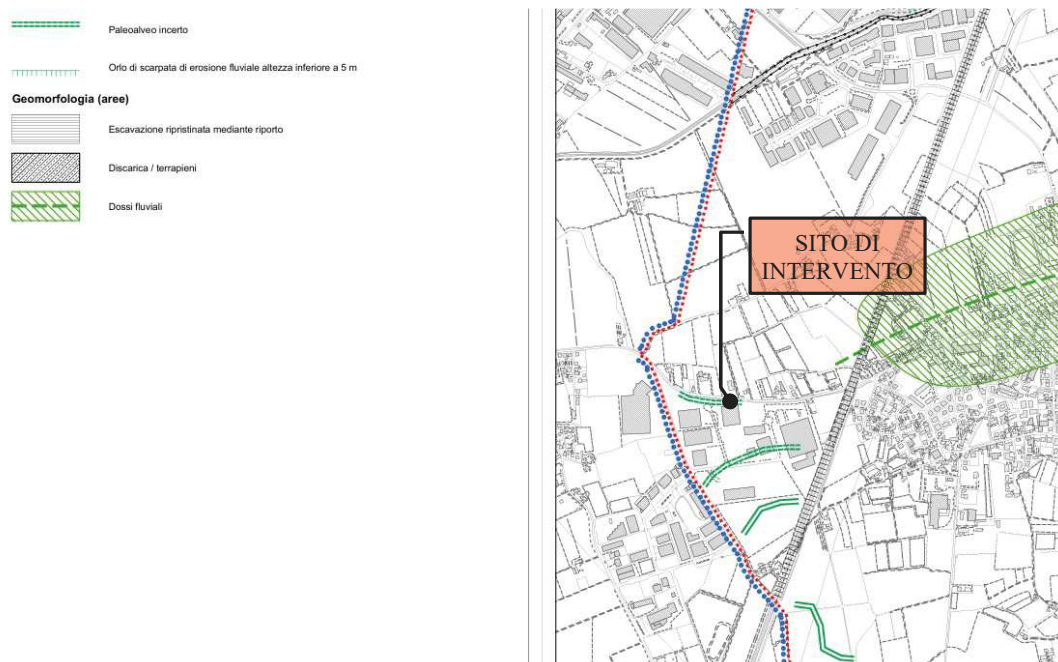 Paleoalveo incerto
Orlo di scarpata di erosione fluviale altezza inferiore a 5 m
Geomorfologia (aree)
Escavazione ripristinata mediante riporto
Discarica / terrapieni
Dossi fluviali
SITO DI
INTERVENTO